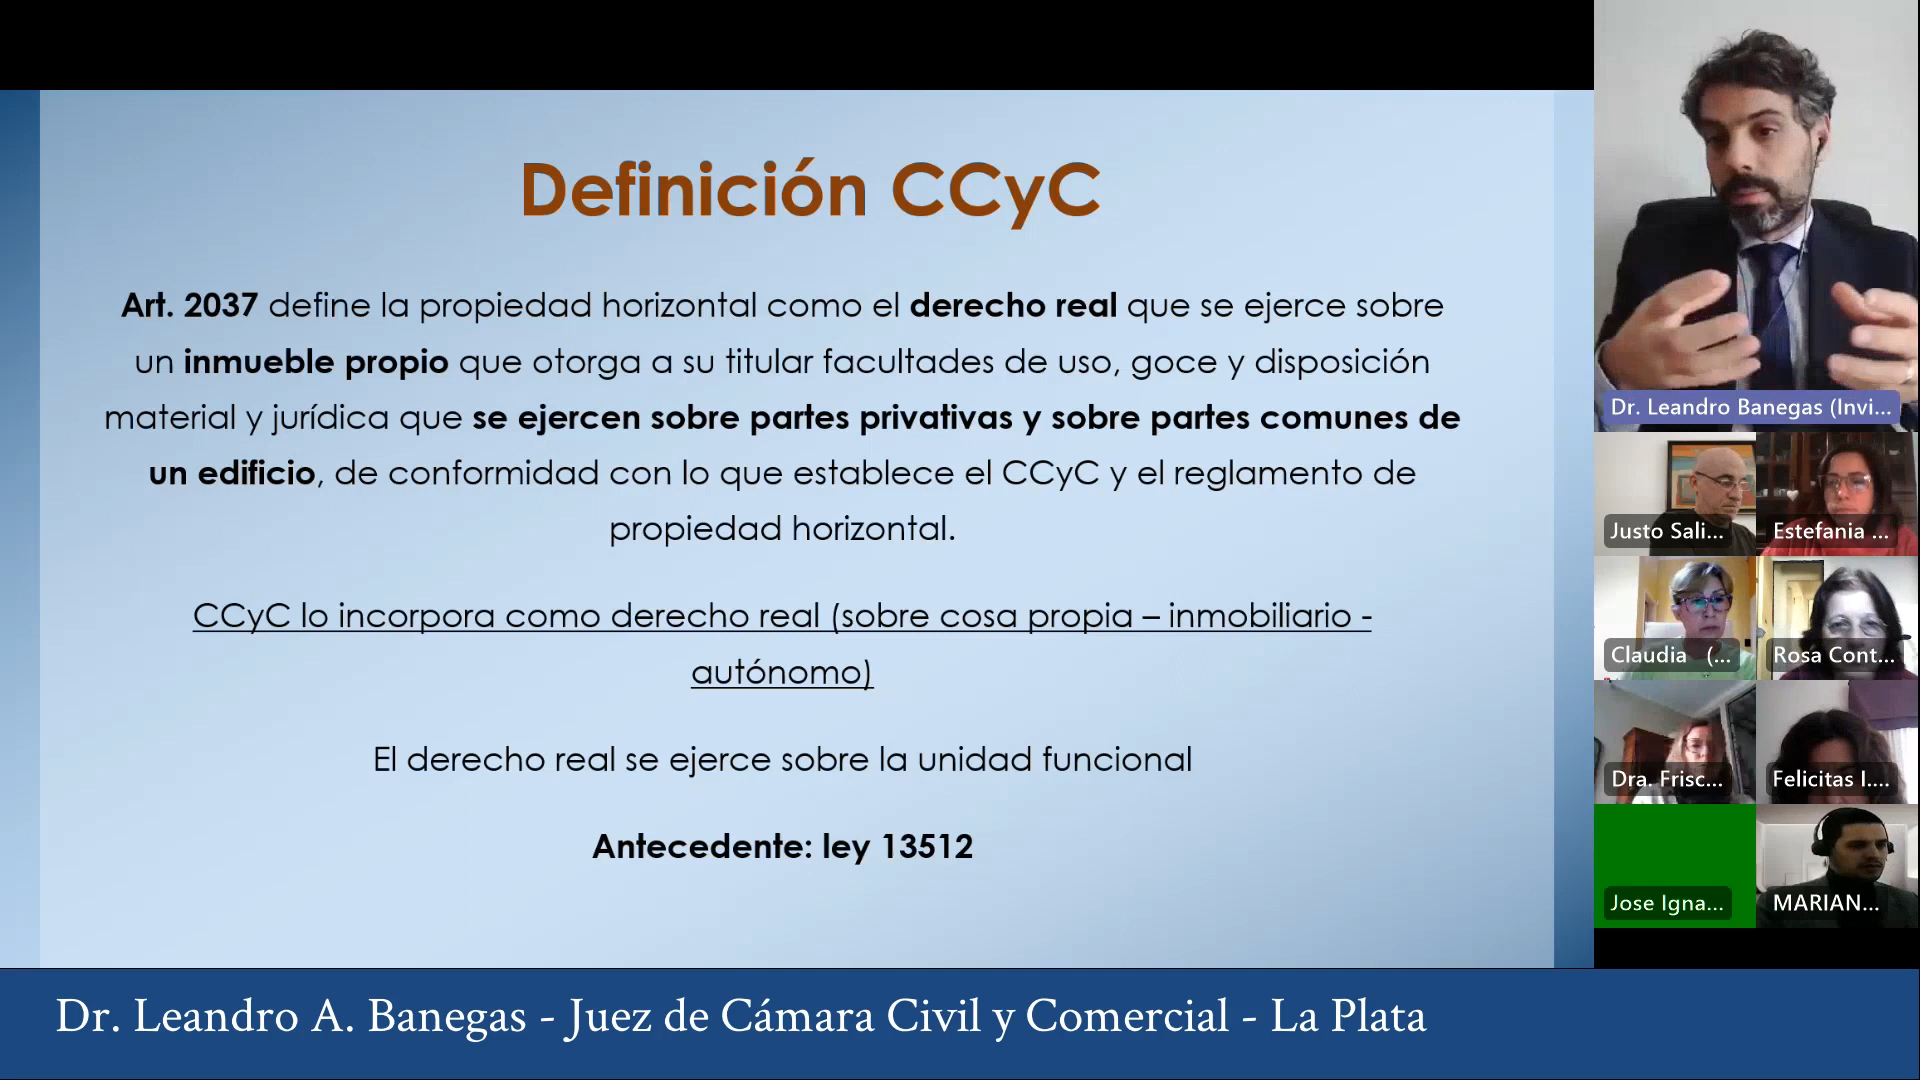 Definición CCyC
Art. 2037 define la propiedad horizontal como el derecho real que se ejerce sobre
un inmueble propio que otorga a su titular facultades de uso, goce y disposición
material y jurídica que se ejercen sobre partes privativas y sobre partes comunes de
un edificio, de conformidad con lo que establece el CCyC y el reglamento de
propiedad horizontal.
CCyC lo incorpora como derecho real (sobre cosa propia – inmobiliario -
autónomo)
El derecho real se ejerce sobre la unidad funcional
Antecedente: ley 13512
Dr. Leandro Banegas (Invi...
Justo Sali...
Estefania ...
Claudia (...
Rosa Cont...
Dra. Frisc...
Felicitas I....
Jose Igna...
MARIAN...
Dr. Leandro A. Banegas - Juez de Cámara Civil y Comercial - La Plata